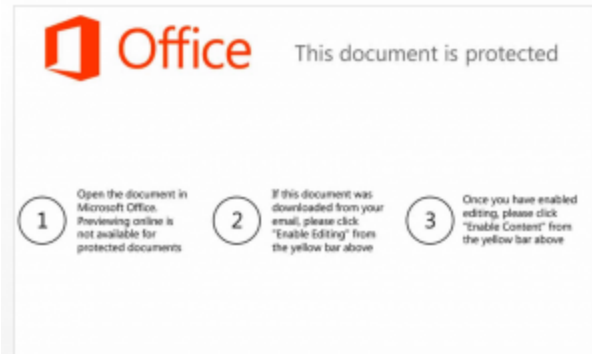 Office
This document is protected
1
Open the document in
Microsoft Office.
Previewing online is
not available for
protected documents
2
If this document was
downloaded from your
email, please click
"Enable Editing" from
the yellow bar above
3
Once you have enabled
editing, please click
"Enable Content" from
the yellow bar above